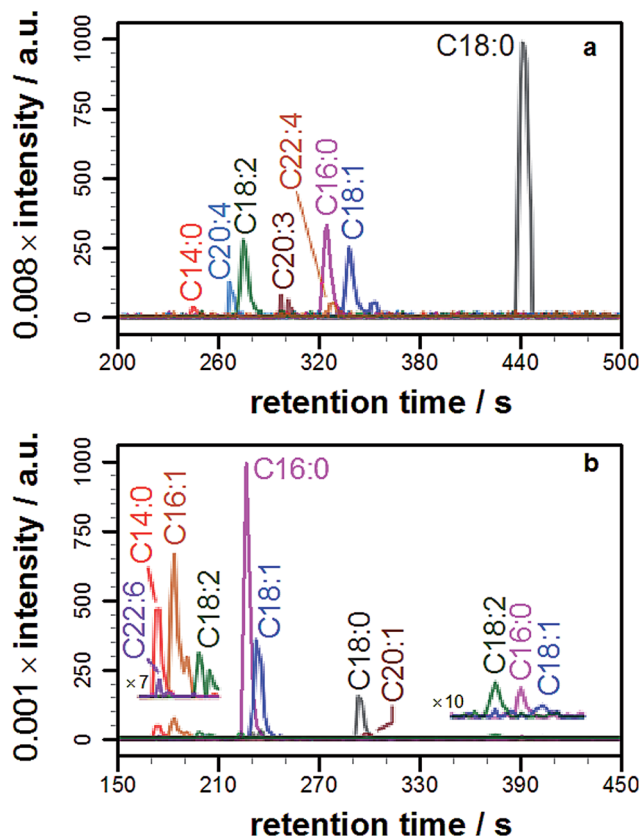 a
0.008 × intensity / a.u.
1000
750
500
250
0
C14:0
C20:4
C18:2
C20:3
C22:4
C16:0
C18:1
C18:0
200 260 320 380 440 500
retention time / s
b
0.001 × intensity / a.u.
1000
750
500
250
0
C22:6
C14:0
C16:1
C18:2
×7
C16:0
C18:1
C18:0
C20:1
C18:2
C16:0
C18:1
×10
150 210 270 330 390 450
retention time / s